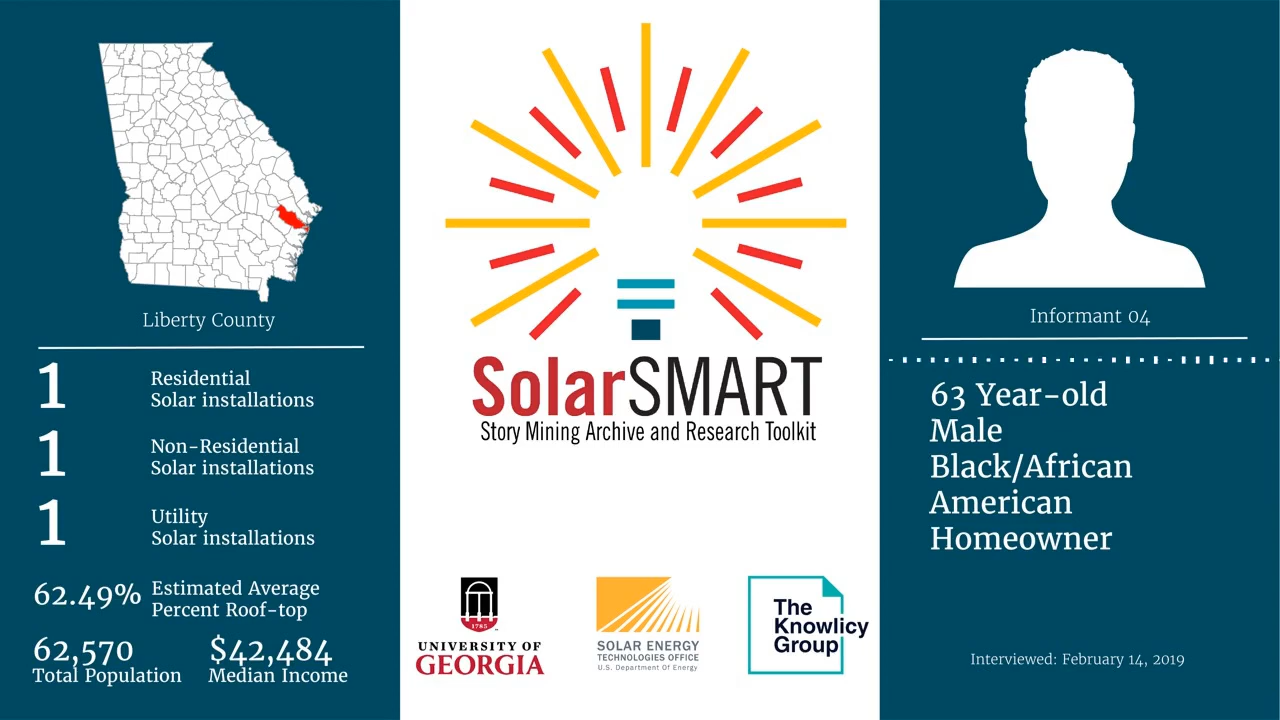 Liberty County
1
Residential
Solar installations
1
Non-Residential
Solar installations
1
Utility
Solar installations
62.49%
Estimated Average
Percent Roof-top
62,570
Total Population
$42,484
Median Income
SolarSMART
Story Mining Archive and Research Toolkit
1785
UNIVERSITY OF
GEORGIA
SOLAR ENERGY
TECHNOLOGIES OFFICE
U.S. Department Of Energy
The
Knowlicy
Group
Informant 04
63 Year-old
Male
Black/African
American
Homeowner
Interviewed: February 14, 2019